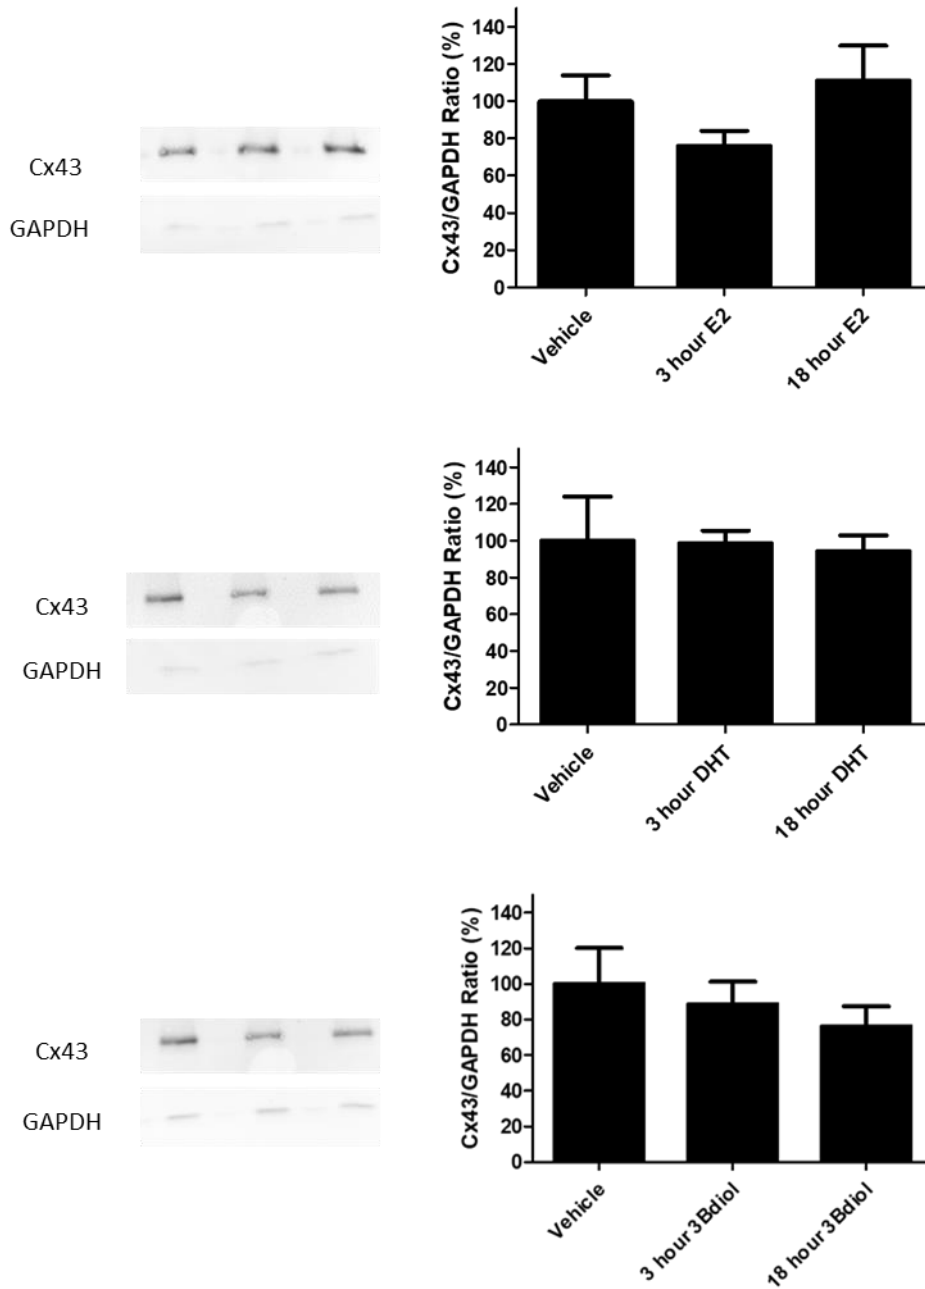 Cx43
GAPDH
Cx43/GAPDH Ratio (%)
140
120
100
80
60
40
20
0
Vehicle
3 hour E2
18 hour E2
Cx43
GAPDH
Cx43/GAPDH Ratio (%)
140
120
100
80
60
40
20
0
Vehicle
3 hour DHT
18 hour DHT
Cx43
GAPDH
Cx43/GAPDH Ratio (%)
140
120
100
80
60
40
20
0
Vehicle
3 hour 3Bdiol
18 hour 3Bdiol